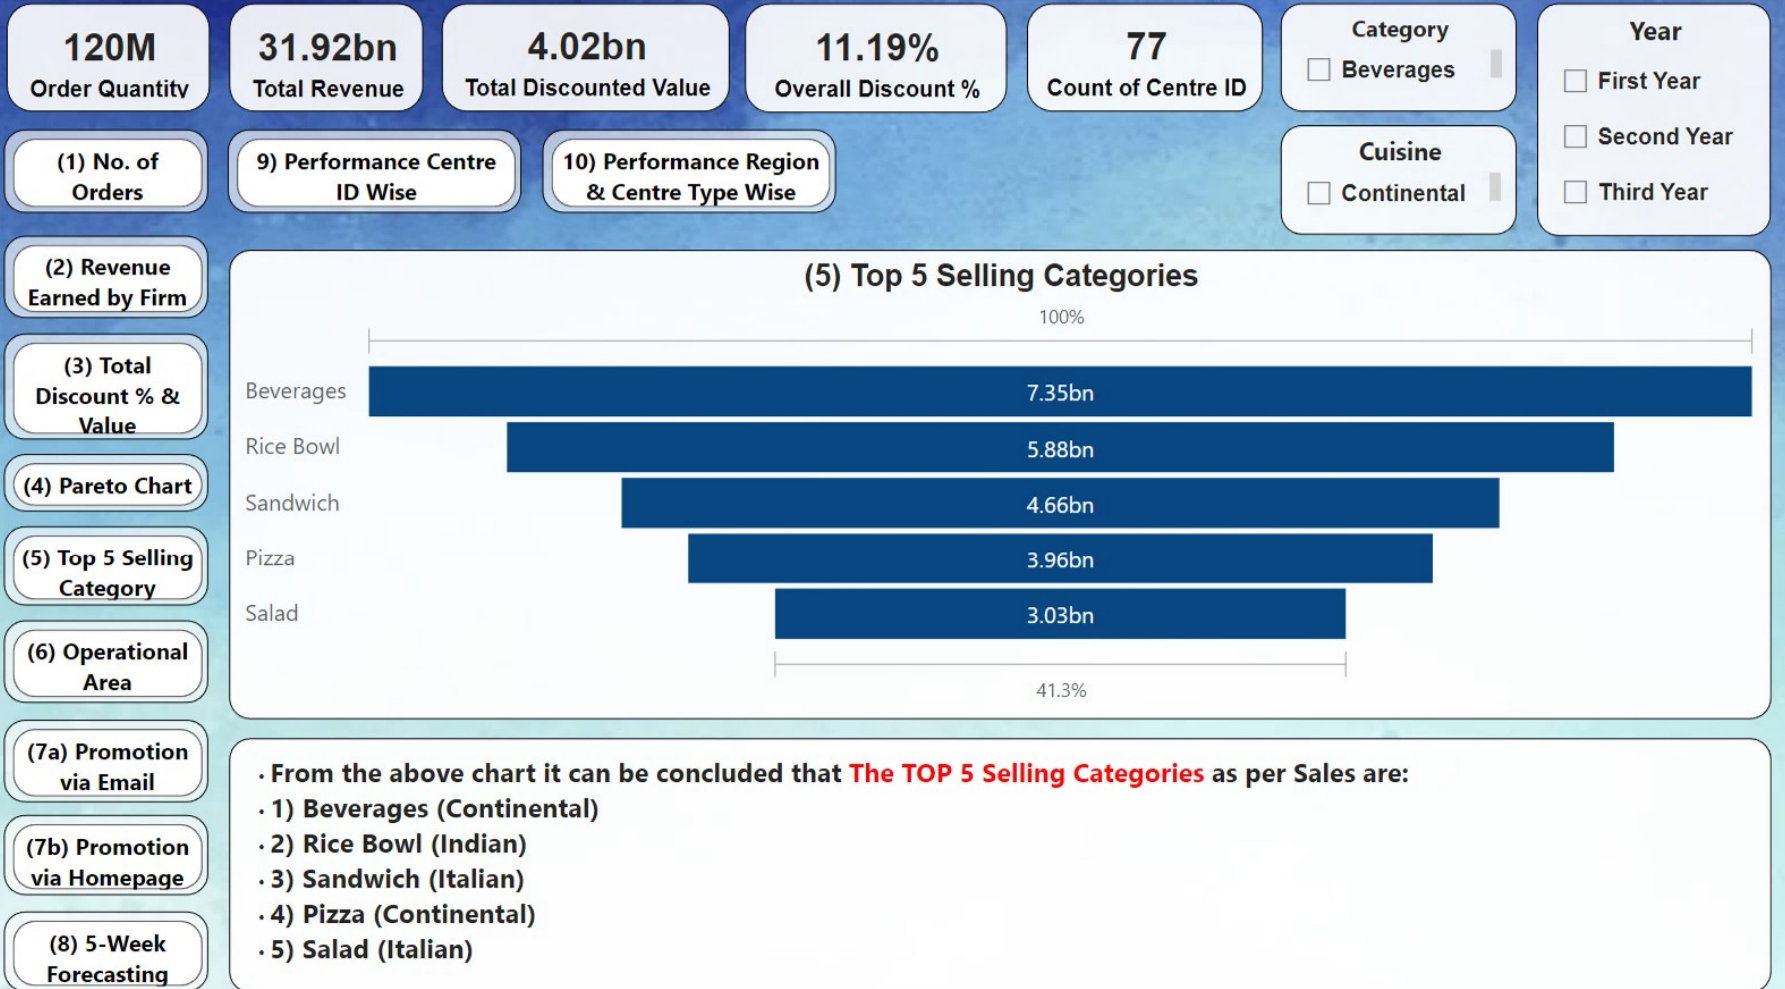 120M
Order Quantity
31.92bn
Total Revenue
4.02bn
Total Discounted Value
11.19%
Overall Discount %
77
Count of Centre ID
Category
Beverages
Year
First Year
Second Year
Third Year
Cuisine
Continental
(1) No. of
Orders
9) Performance Centre
ID Wise
10) Performance Region
& Centre Type Wise
(2) Revenue
Earned by Firm
(3) Total
Discount % &
Value
(4) Pareto Chart
(5) Top 5 Selling
Category
(6) Operational
Area
(7a) Promotion
via Email
(7b) Promotion
via Homepage
(8) 5-Week
Forecasting
(5) Top 5 Selling Categories
100%
Beverages 7.35bn
Rice Bowl 5.88bn
Sandwich 4.66bn
Pizza 3.96bn
Salad 3.03bn
41.3%
· From the above chart it can be concluded that The TOP 5 Selling Categories as per Sales are:
· 1) Beverages (Continental)
· 2) Rice Bowl (Indian)
· 3) Sandwich (Italian)
· 4) Pizza (Continental)
· 5) Salad (Italian)